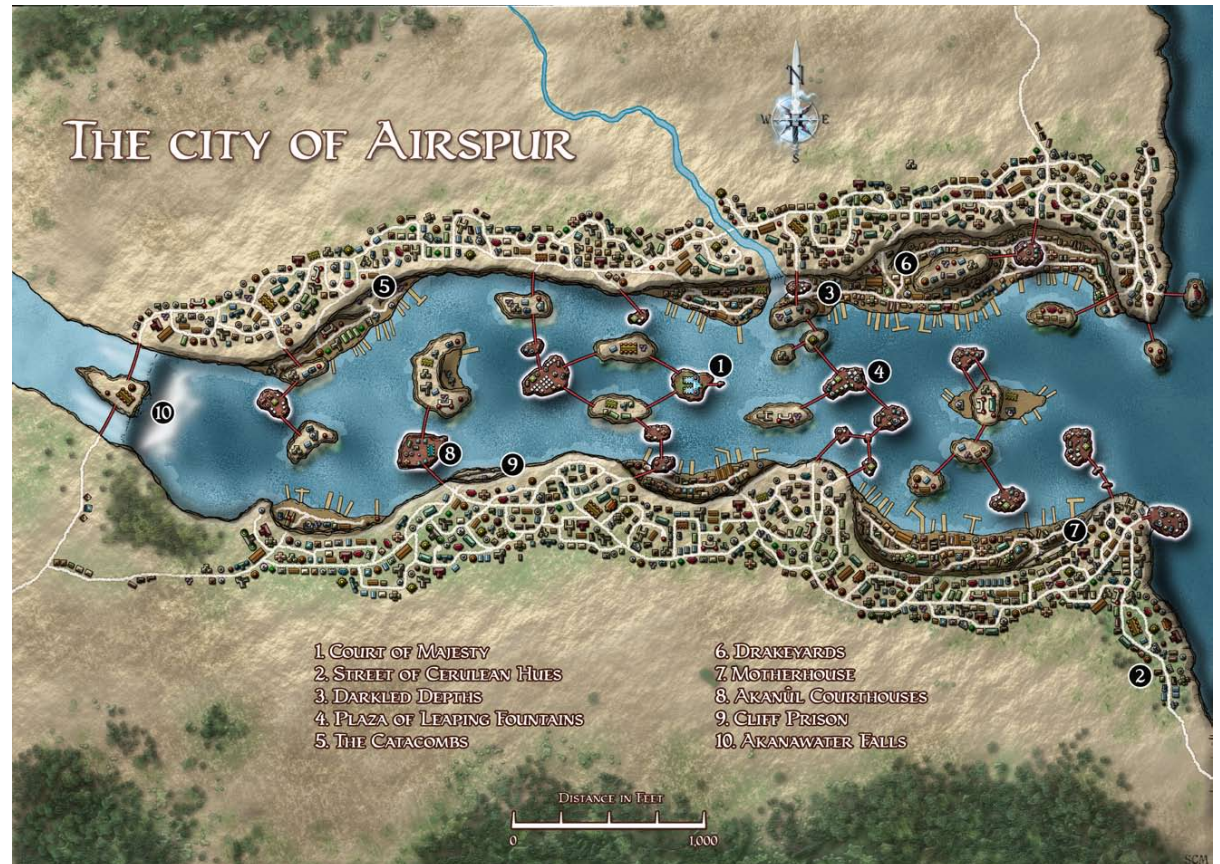 The City of Airspur
N
W E
S
5
6
3
1
4
10
8
9
7
2
1. Court of Majesty
2. Street of Cerulean Hues
3. Darkled Depths
4. Plaza of Leaping Fountains
5. The Catacombs
6. Drakeyards
7. Motherhouse
8. Akanûl Courthouses
9. Cliff Prison
10. Akanawater Falls
Distance in Feet
0 1,000
SCM